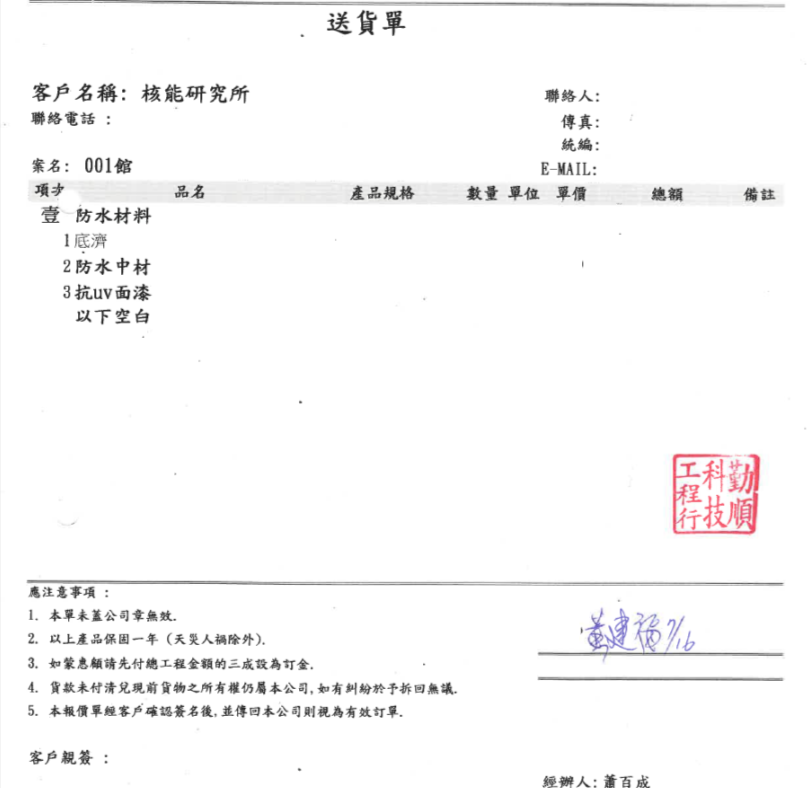 送貨單
客戶名稱: 核能研究所
聯絡人:
聯絡電話 :
傳真:
統編:
案名: 001館
E-MAIL:
項次 品名 產品規格 數量 單位 單價 總額 備註
壹 防水材料
1 底濟
2 防水中材
3 抗uv面漆
以下空白
勤順
科技
工程行
應注意事項 :
1. 本單未蓋公司章無效.
2. 以上產品保固一年 (天災人禍除外).
3. 如蒙惠顧請先付總工程金額的三成設為訂金.
4. 貨款未付清兌現前貨物之所有權仍屬本公司,如有糾紛於予拆回無議.
5. 本報價單經客戶確認簽名後,並傳回本公司則視為有效訂單.
黃建福 7/16
客戶親簽 :
經辦人: 蕭百成